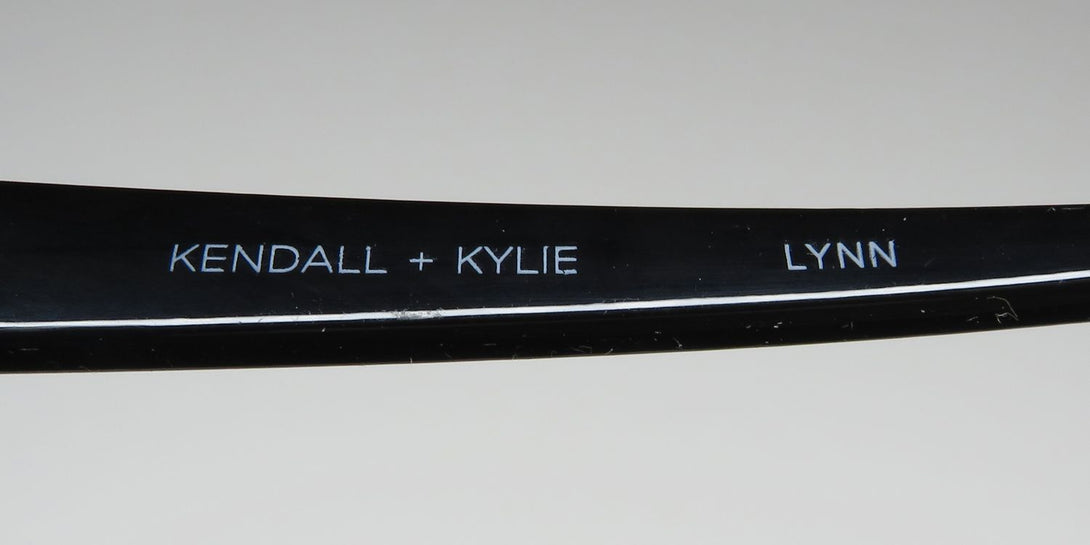 KENDALL + KYLIE LYNN